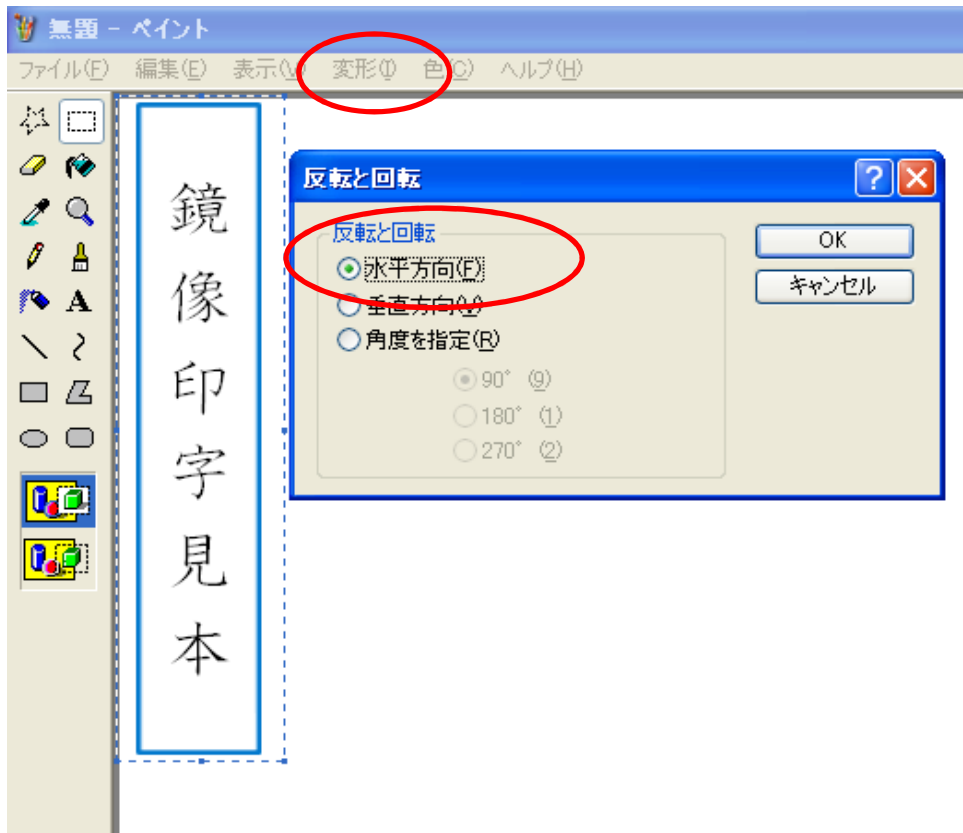 無題 - ペイント
ファイル(F) 編集(E) 表示(V) 変形(I) 色(C) ヘルプ(H)
鏡像印字見本
反転と回転
反転と回転
水平方向(F)
垂直方向(V)
角度を指定(R)
90° (9)
180° (1)
270° (2)
OK
キャンセル
A